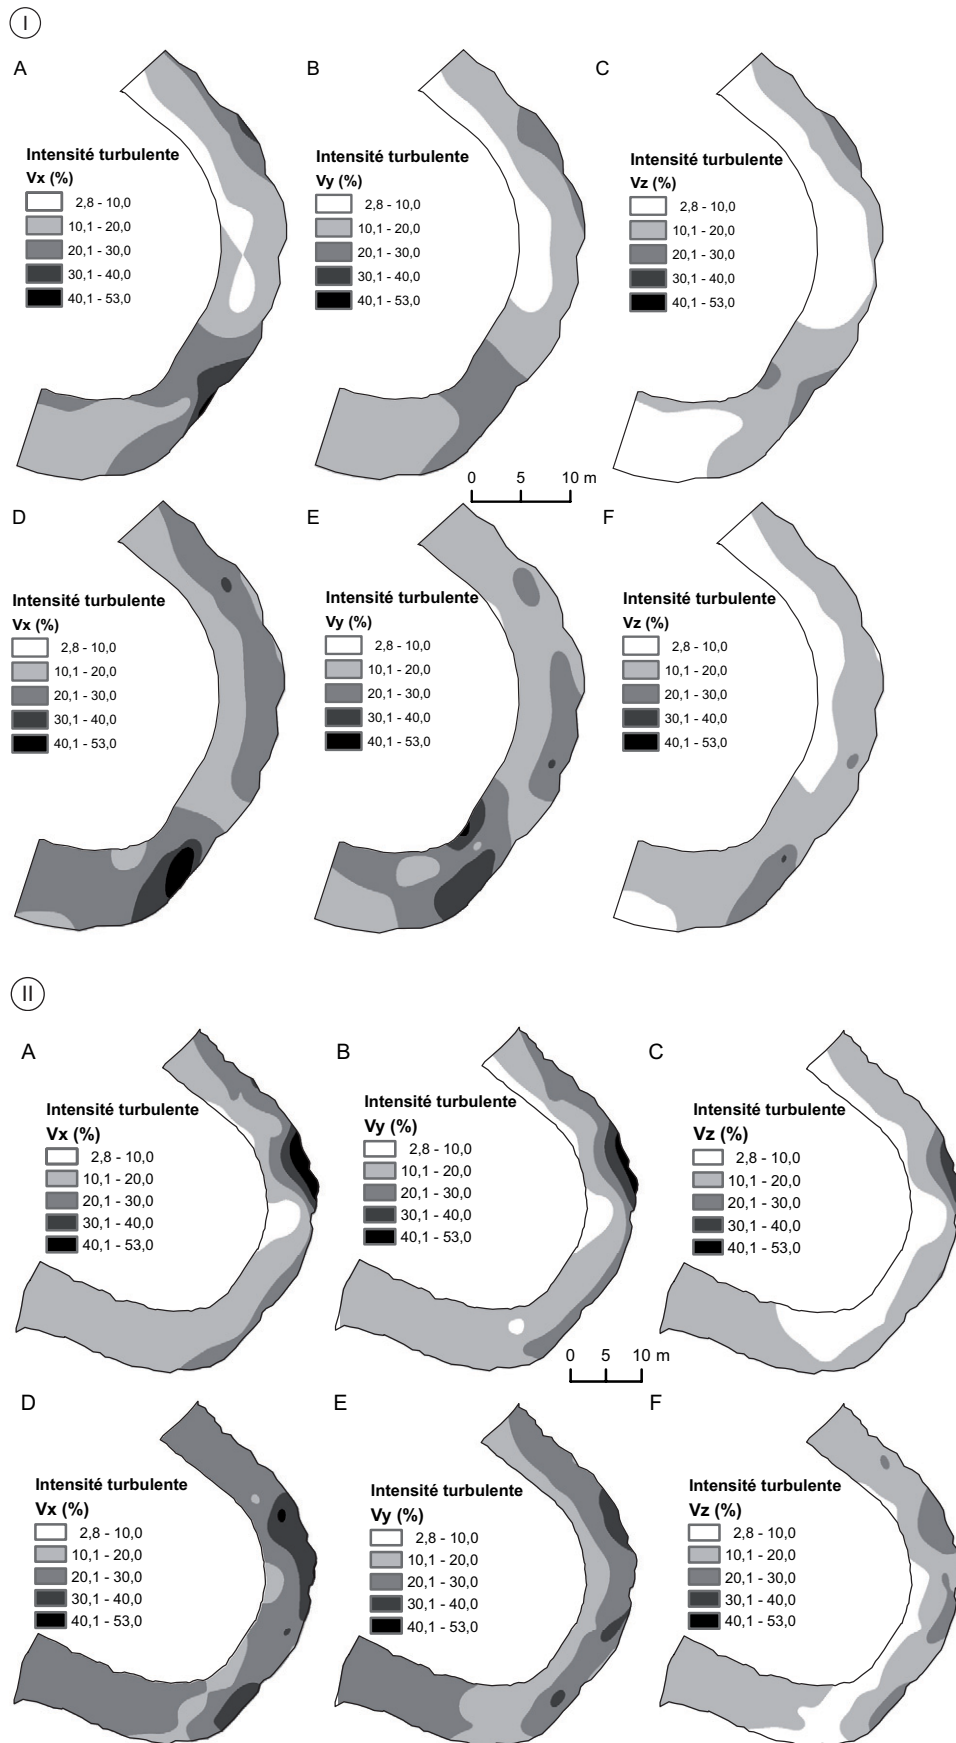 I
A
B
C
Intensité turbulente
Vx (%)
2,8 - 10,0
10,1 - 20,0
20,1 - 30,0
30,1 - 40,0
40,1 - 53,0
Intensité turbulente
Vy (%)
2,8 - 10,0
10,1 - 20,0
20,1 - 30,0
30,1 - 40,0
40,1 - 53,0
Intensité turbulente
Vz (%)
2,8 - 10,0
10,1 - 20,0
20,1 - 30,0
30,1 - 40,0
40,1 - 53,0
0 5 10 m
D
E
F
Intensité turbulente
Vx (%)
2,8 - 10,0
10,1 - 20,0
20,1 - 30,0
30,1 - 40,0
40,1 - 53,0
Intensité turbulente
Vy (%)
2,8 - 10,0
10,1 - 20,0
20,1 - 30,0
30,1 - 40,0
40,1 - 53,0
Intensité turbulente
Vz (%)
2,8 - 10,0
10,1 - 20,0
20,1 - 30,0
30,1 - 40,0
40,1 - 53,0
II
A
B
C
Intensité turbulente
Vx (%)
2,8 - 10,0
10,1 - 20,0
20,1 - 30,0
30,1 - 40,0
40,1 - 53,0
Intensité turbulente
Vy (%)
2,8 - 10,0
10,1 - 20,0
20,1 - 30,0
30,1 - 40,0
40,1 - 53,0
Intensité turbulente
Vz (%)
2,8 - 10,0
10,1 - 20,0
20,1 - 30,0
30,1 - 40,0
40,1 - 53,0
0 5 10 m
D
E
F
Intensité turbulente
Vx (%)
2,8 - 10,0
10,1 - 20,0
20,1 - 30,0
30,1 - 40,0
40,1 - 53,0
Intensité turbulente
Vy (%)
2,8 - 10,0
10,1 - 20,0
20,1 - 30,0
30,1 - 40,0
40,1 - 53,0
Intensité turbulente
Vz (%)
2,8 - 10,0
10,1 - 20,0
20,1 - 30,0
30,1 - 40,0
40,1 - 53,0